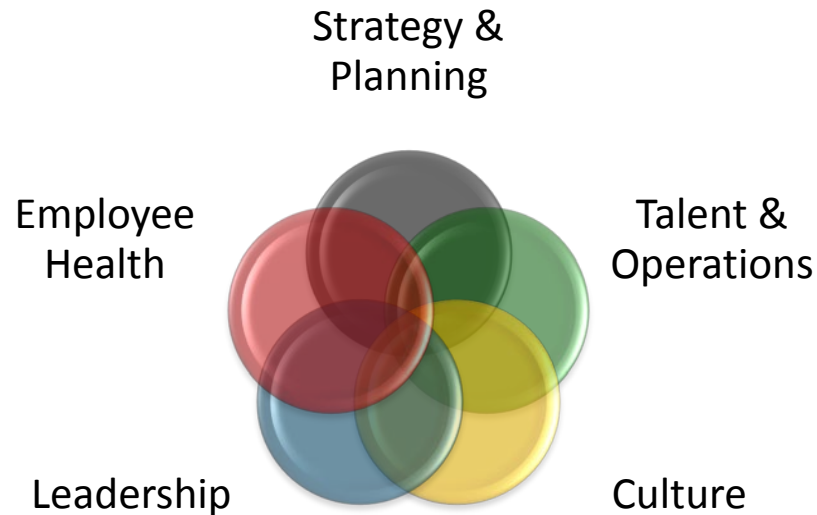 Strategy &
Planning
Employee
Health
Talent &
Operations
Leadership
Culture